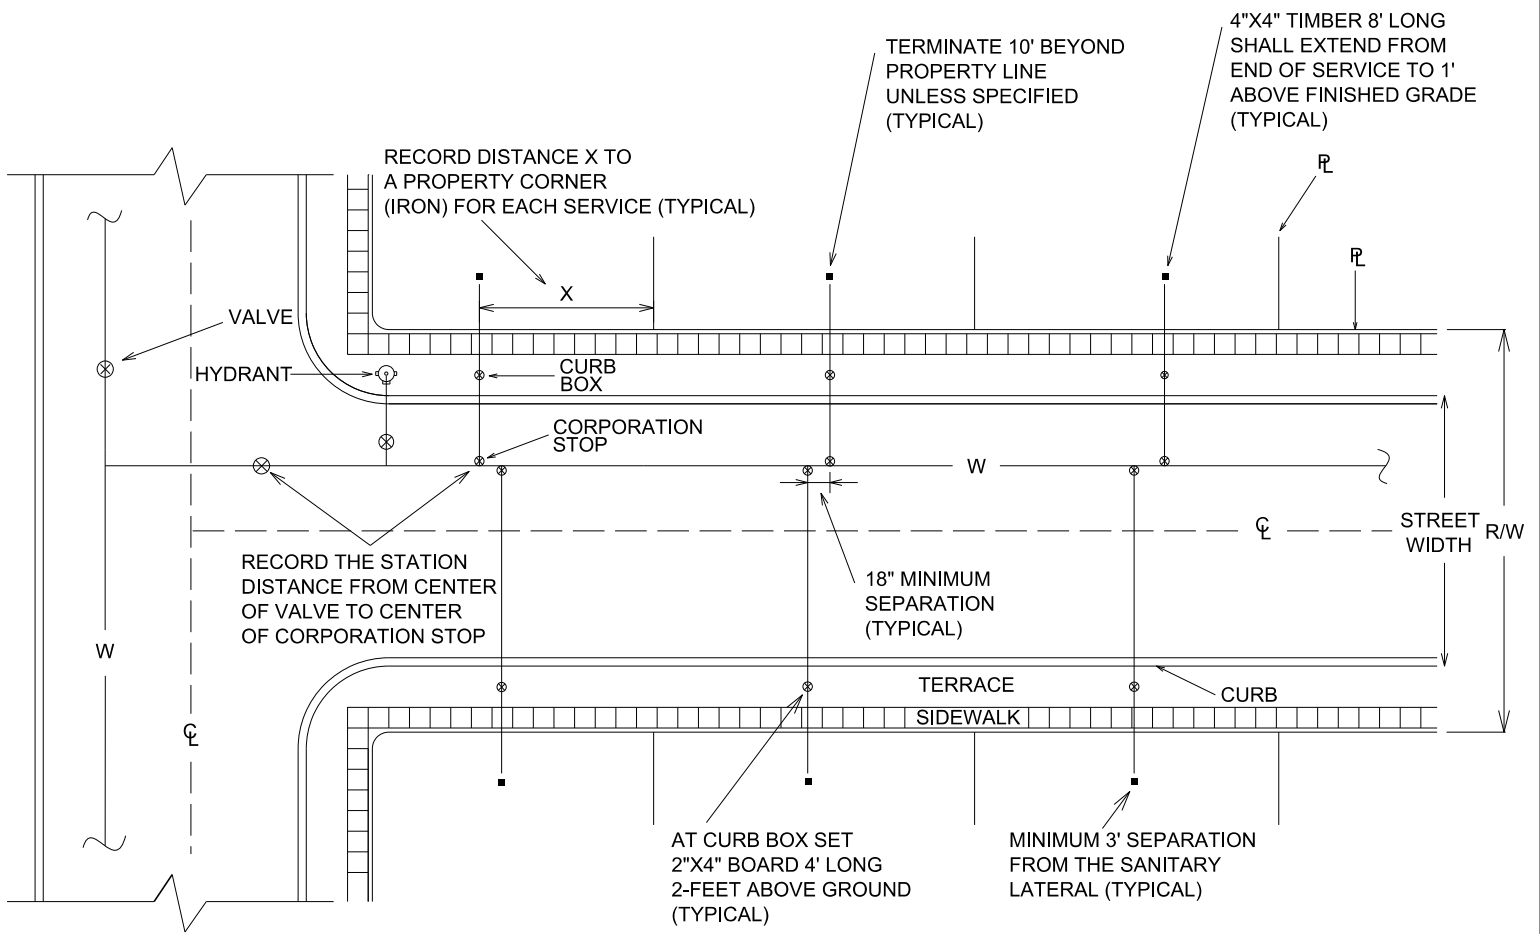 4"X4" TIMBER 8' LONG
SHALL EXTEND FROM
END OF SERVICE TO 1'
ABOVE FINISHED GRADE
(TYPICAL)
TERMINATE 10' BEYOND
PROPERTY LINE
UNLESS SPECIFIED
(TYPICAL)
RECORD DISTANCE X TO
A PROPERTY CORNER
(IRON) FOR EACH SERVICE (TYPICAL)
PL
PL
X
VALVE
HYDRANT
CURB
BOX
CORPORATION
STOP
W
CL
STREET
WIDTH
R/W
RECORD THE STATION
DISTANCE FROM CENTER
OF VALVE TO CENTER
OF CORPORATION STOP
18" MINIMUM
SEPARATION
(TYPICAL)
W
TERRACE
CURB
SIDEWALK
CL
AT CURB BOX SET
2"X4" BOARD 4' LONG
2-FEET ABOVE GROUND
(TYPICAL)
MINIMUM 3' SEPARATION
FROM THE SANITARY
LATERAL (TYPICAL)